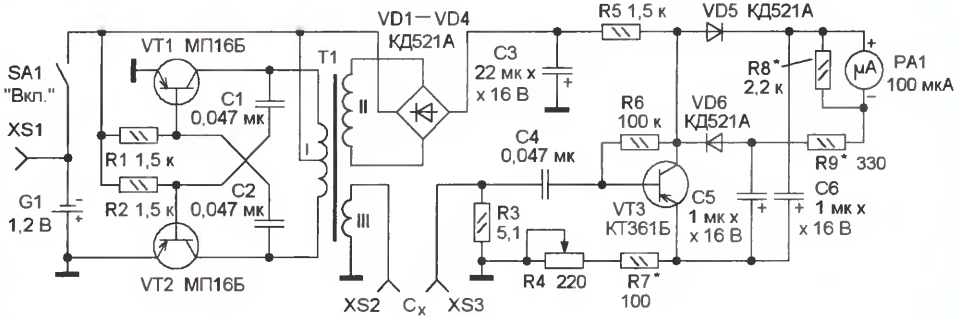 SA1
"Вкл."
XS1
G1
1,2 В
VT1 МП16Б
C1
0,047 мк
R1 1,5 к
R2 1,5 к
C2
0,047 мк
VT2 МП16Б
T1
I
II
III
VD1—VD4
КД521А
C3
22 мк х
х 16 В
XS2
Cх
XS3
C4
0,047 мк
R3
5,1
R4 220
R5 1,5 к
R6
100 к
VT3
КТ361Б
R7*
100
VD5 КД521А
VD6
КД521А
C5
1 мк х
х 16 В
C6
1 мк х
х 16 В
R8*
2,2 к
R9* 330
μA
PA1
100 мкА